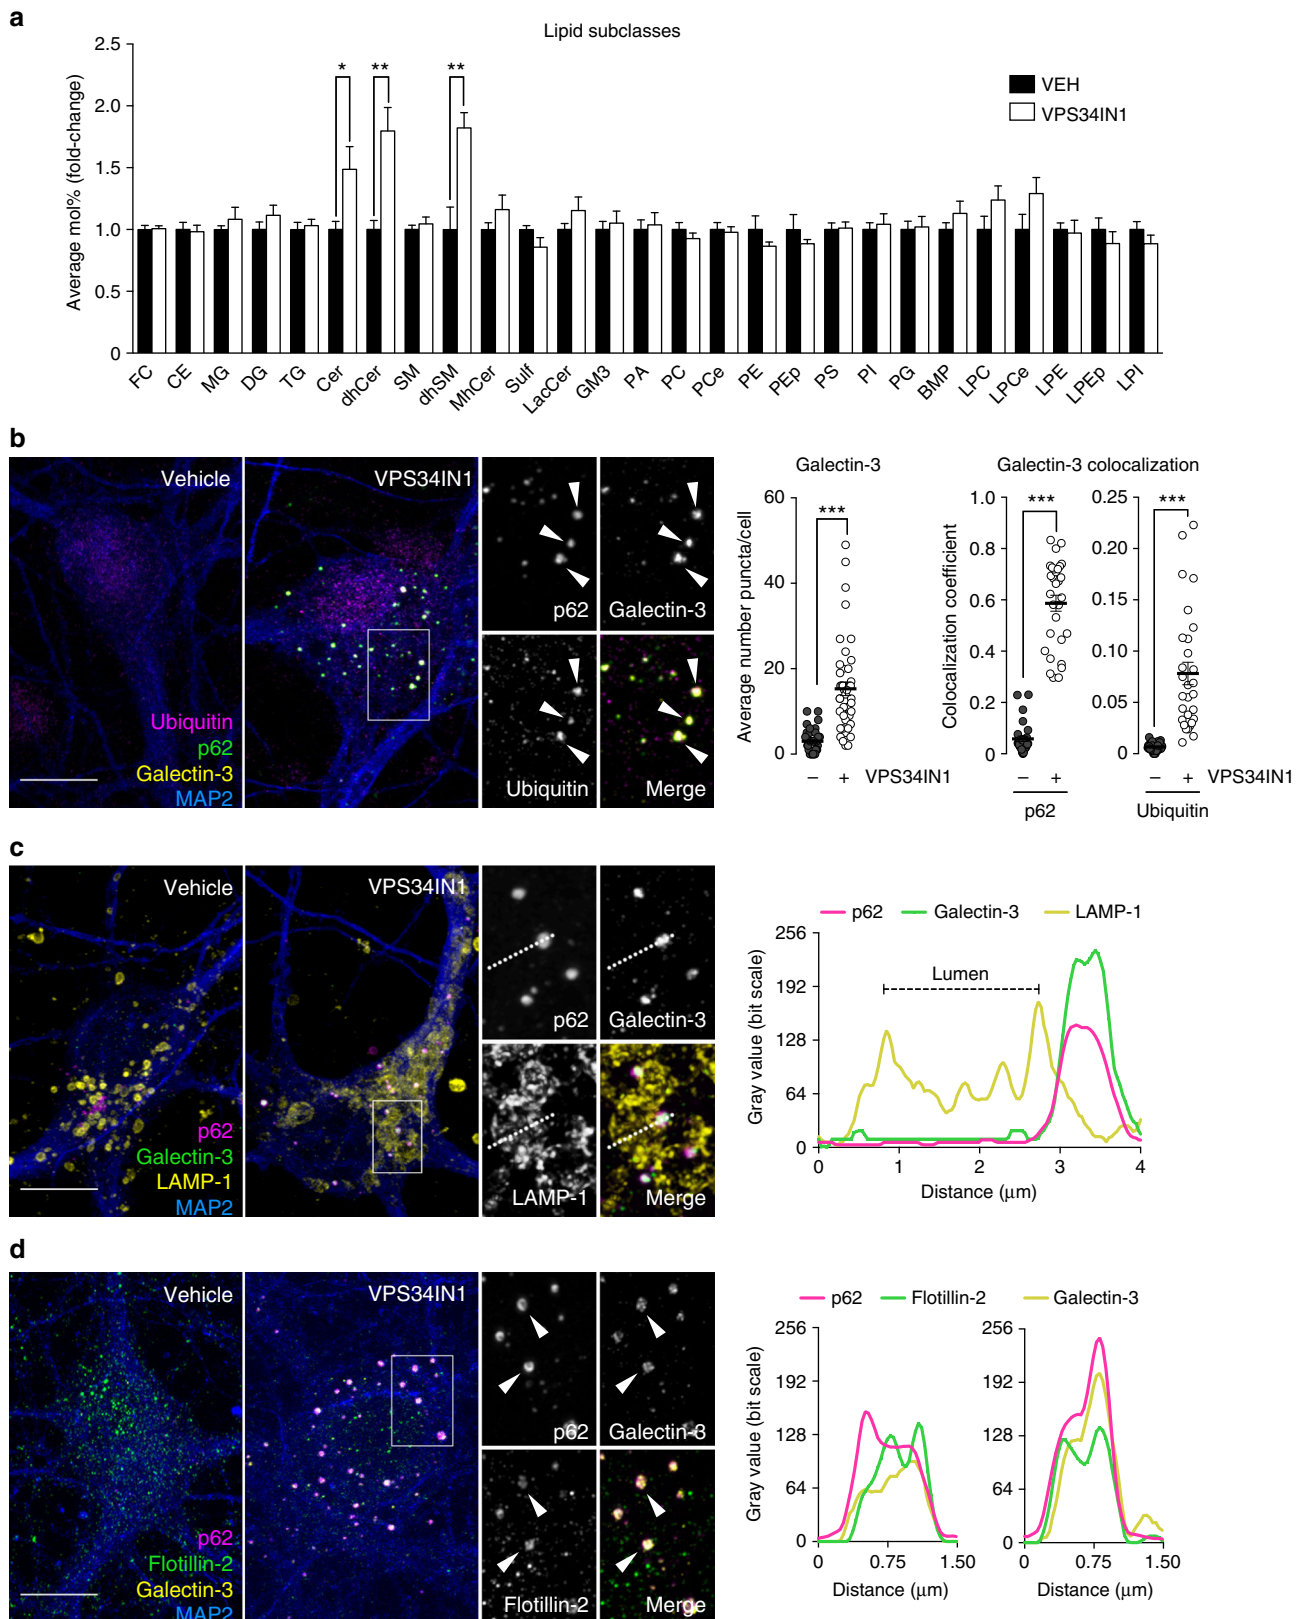 a
Lipid subclasses
Average mol% (fold-change)
2.5
2.0
1.5
1.0
0.5
0
* ** **
VEH
VPS34IN1
FC CE MG DG TG Cer dhCer SM dhSM MhCer Sulf LacCer GM3 PA PC PCe PE PEp PS PI PG BMP LPC LPCe LPE LPEp LPI
b
Vehicle
Ubiquitin
p62
Galectin-3
MAP2
VPS34IN1
p62
Galectin-3
Ubiquitin
Merge
Galectin-3
Average number puncta/cell
60
40
20
0
***
– + VPS34IN1
Galectin-3 colocalization
Colocalization coefficient
1.0
0.8
0.6
0.4
0.2
0
***
– +
p62
0.25
0.20
0.15
0.10
0.05
0
***
– + VPS34IN1
Ubiquitin
c
Vehicle
p62
Galectin-3
LAMP-1
MAP2
VPS34IN1
p62
Galectin-3
LAMP-1
Merge
p62 Galectin-3 LAMP-1
Gray value (bit scale)
256
192
128
64
0
Lumen
0 1 2 3 4
Distance (μm)
d
Vehicle
p62
Flotillin-2
Galectin-3
MAP2
VPS34IN1
p62
Galectin-3
Flotillin-2
Merge
p62 Flotillin-2 Galectin-3
Gray value (bit scale)
256
192
128
64
0
0 0.75 1.50
Distance (μm)
256
192
128
64
0
0 0.75 1.50
Distance (μm)